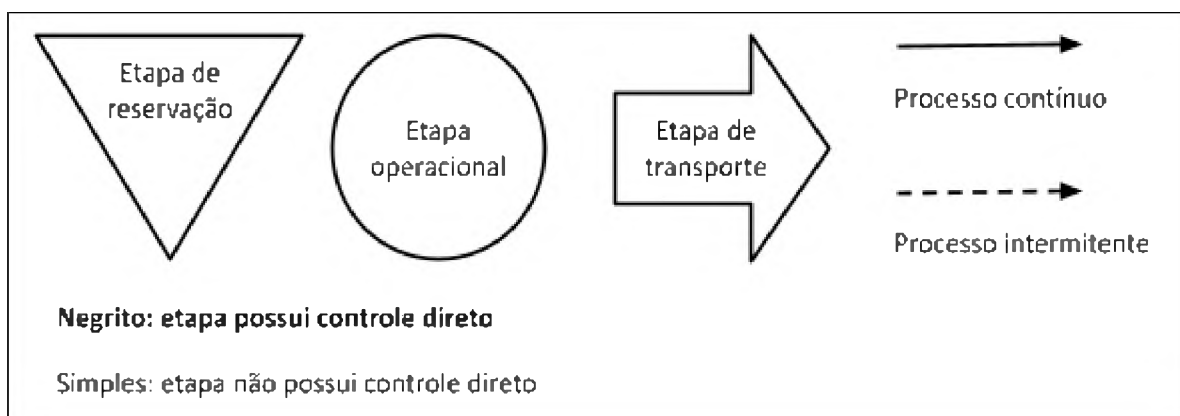 Etapa de
reservação
Etapa
operacional
Etapa de
transporte
Processo contínuo
Processo intermitente
Negrito: etapa possui controle direto
Simples: etapa não possui controle direto